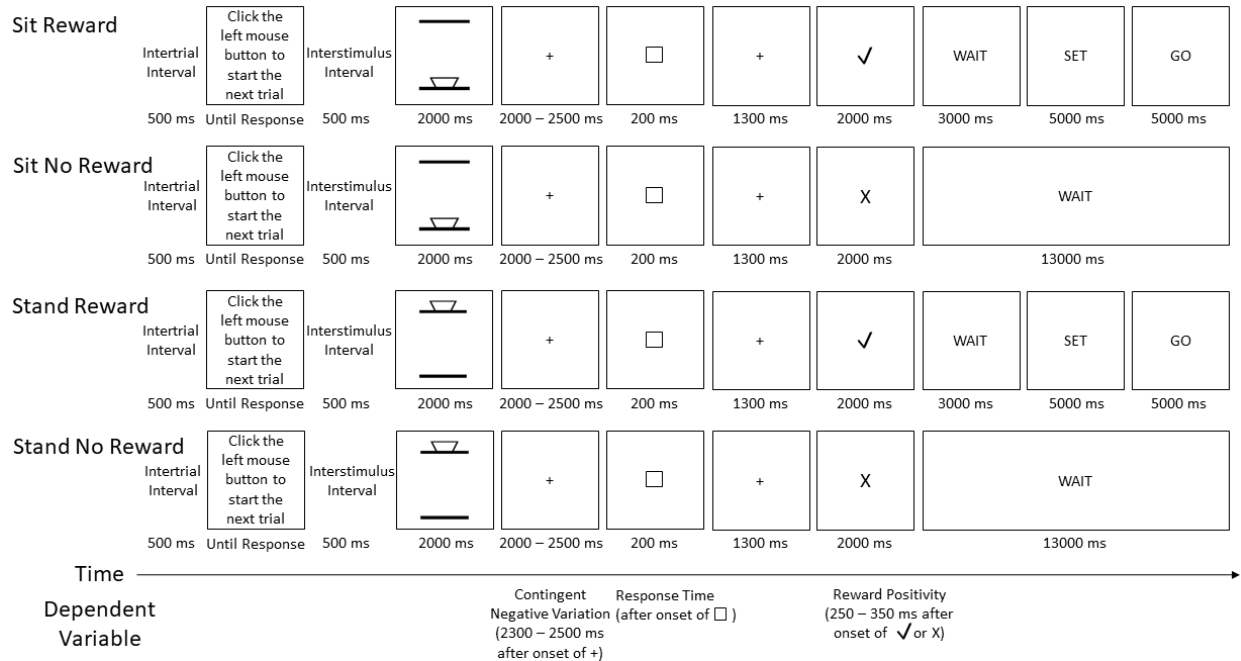 Sit Reward
Intertrial
Interval
Click the
left mouse
button to
start the
next trial
Interstimulus
Interval
+
+
✓
WAIT
SET
GO
500 ms
Until Response
500 ms
2000 ms
2000 – 2500 ms
200 ms
1300 ms
2000 ms
3000 ms
5000 ms
5000 ms
Sit No Reward
Intertrial
Interval
Click the
left mouse
button to
start the
next trial
Interstimulus
Interval
+
+
X
WAIT
500 ms
Until Response
500 ms
2000 ms
2000 – 2500 ms
200 ms
1300 ms
2000 ms
13000 ms
Stand Reward
Intertrial
Interval
Click the
left mouse
button to
start the
next trial
Interstimulus
Interval
+
+
✓
WAIT
SET
GO
500 ms
Until Response
500 ms
2000 ms
2000 – 2500 ms
200 ms
1300 ms
2000 ms
3000 ms
5000 ms
5000 ms
Stand No Reward
Intertrial
Interval
Click the
left mouse
button to
start the
next trial
Interstimulus
Interval
+
+
X
WAIT
500 ms
Until Response
500 ms
2000 ms
2000 – 2500 ms
200 ms
1300 ms
2000 ms
13000 ms
Time
Dependent
Variable
Contingent
Negative Variation
(2300 – 2500 ms
after onset of +)
Response Time
(after onset of □ )
Reward Positivity
(250 – 350 ms after
onset of ✓ or X)